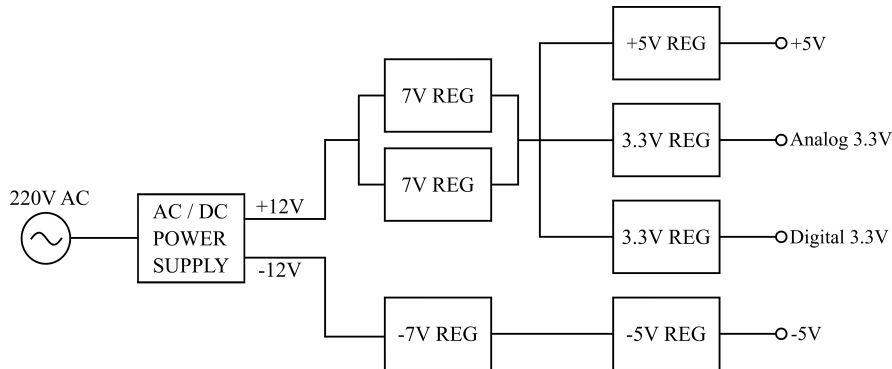 220V AC
AC / DC
POWER
SUPPLY
+12V
-12V
7V REG
7V REG
-7V REG
+5V REG
3.3V REG
3.3V REG
-5V REG
+5V
Analog 3.3V
Digital 3.3V
-5V